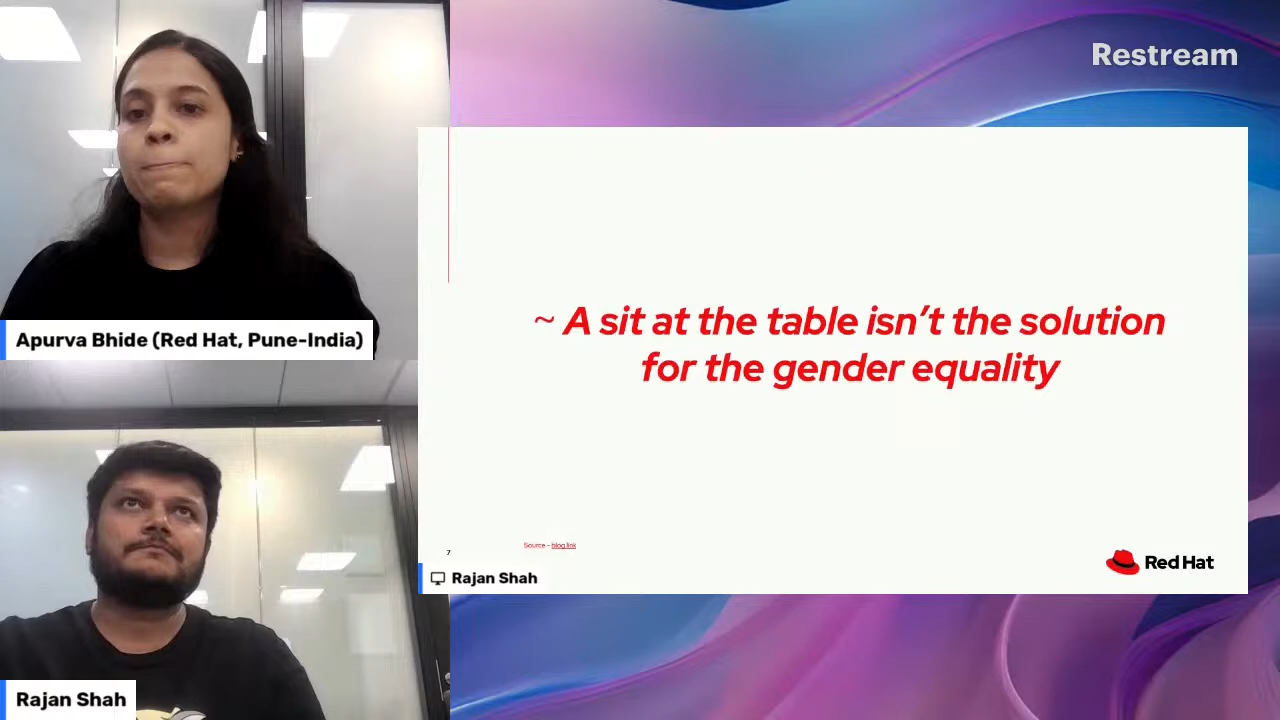 Restream
Apurva Bhide (Red Hat, Pune-India)
~ A sit at the table isn’t the solution
for the gender equality
Source - blog link
7
Red Hat
Rajan Shah
Rajan Shah